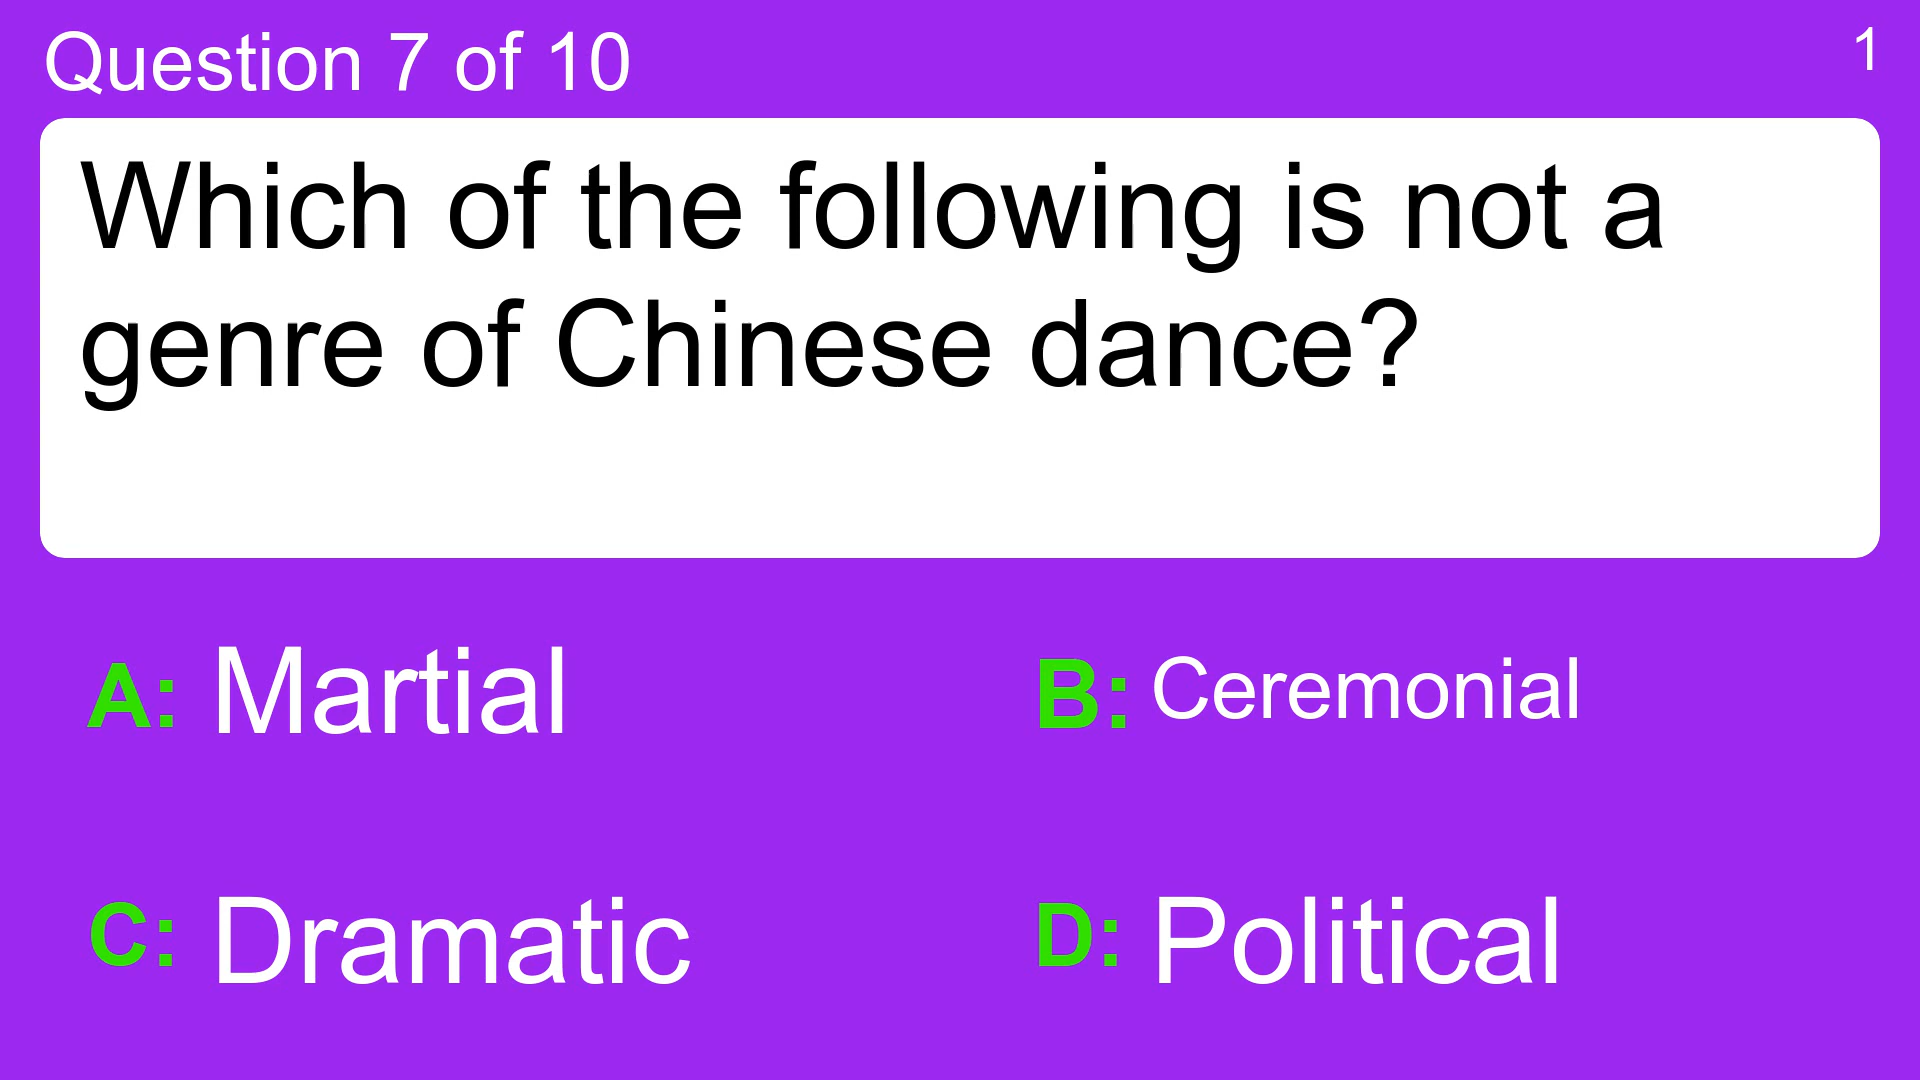 Question 7 of 10
1
Which of the following is not a
genre of Chinese dance?
A: Martial
B: Ceremonial
C: Dramatic
D: Political